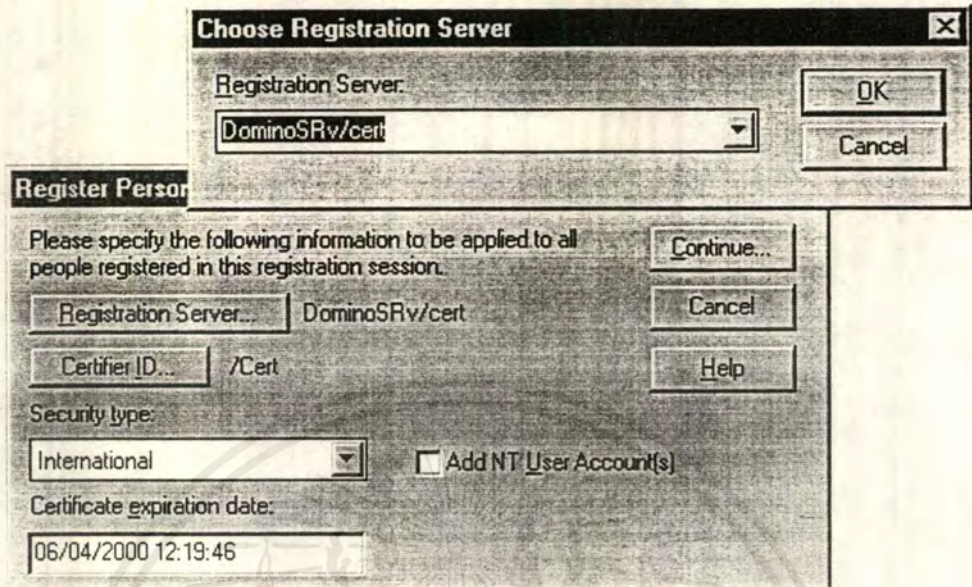 Choose Registration Server
Registration Server:
DominoSRv/cert
OK
Cancel
Register Person
Please specify the following information to be applied to all
people registered in this registration session.
Continue...
Registration Server... DominoSRv/cert
Cancel
Certifier ID... /Cert
Help
Security type:
International
Add NT User Account(s)
Certificate expiration date:
06/04/2000 12:19:46